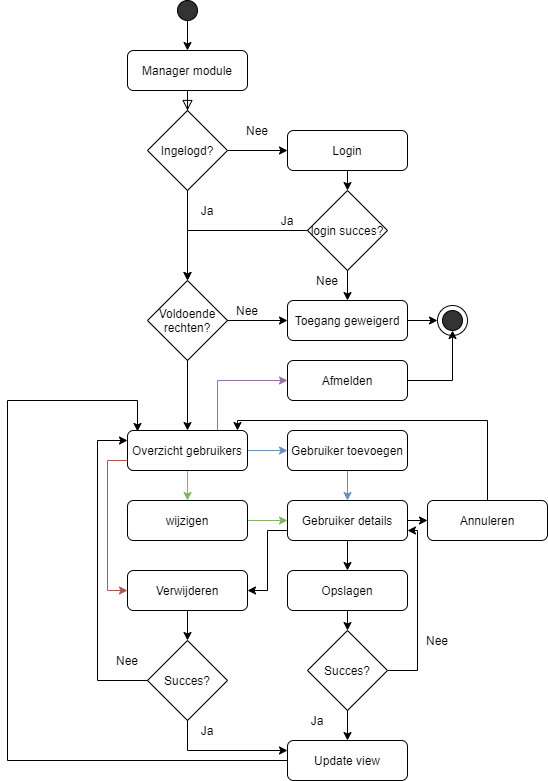 Manager module
Nee
Ingelogd?
Login
Ja
Ja
login succes?
Nee
Voldoende
rechten?
Nee
Toegang geweigerd
Afmelden
Overzicht gebruikers
Gebruiker toevoegen
wijzigen
Gebruiker details
Annuleren
Verwijderen
Opslagen
Nee
Nee
Succes?
Succes?
Ja
Ja
Update view